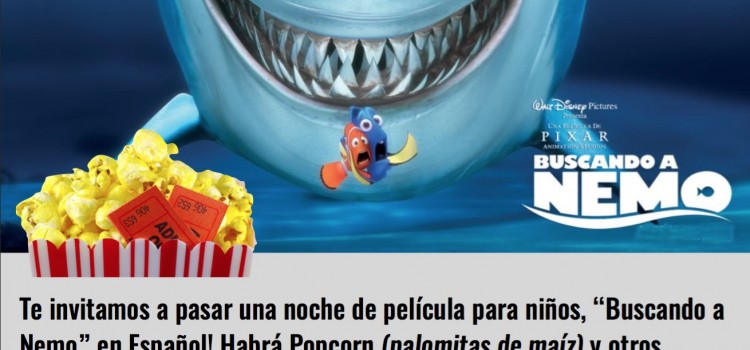 Walt Disney Pictures
Presenta
UNA PELÍCULA DE
PIXAR
ANIMATION STUDIOS
BUSCANDO A
NEMO
Te invitamos a pasar una noche de película para niños, “Buscando a
Nemo” en Español! Habrá Popcorn (palomitas de maíz) y otros